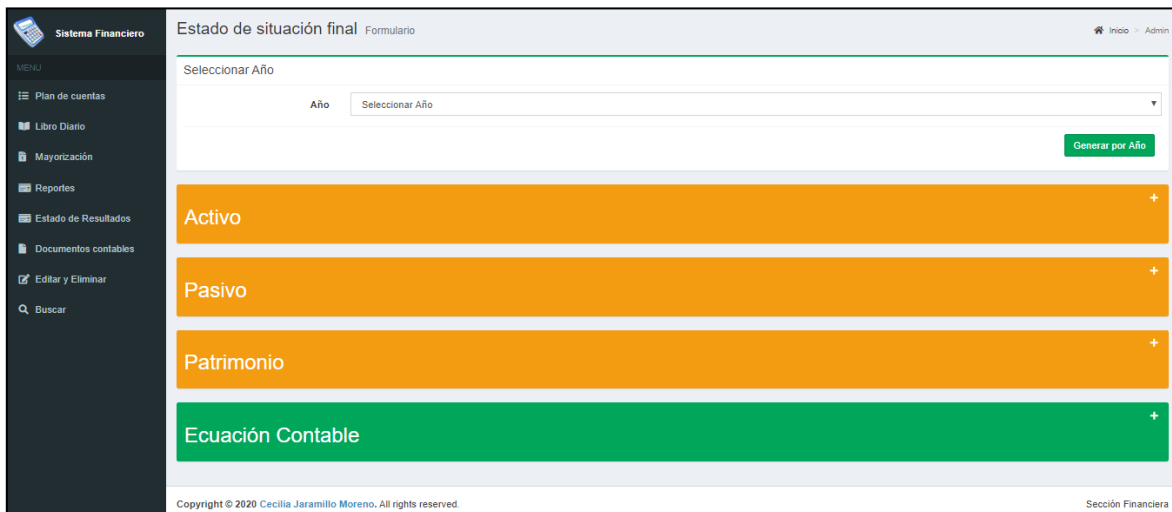 Sistema Financiero
MENU
Plan de cuentas
Libro Diario
Mayorización
Reportes
Estado de Resultados
Documentos contables
Editar y Eliminar
Buscar
Estado de situación final Formulario
Inicio > Admin
Seleccionar Año
Año Seleccionar Año
Generar por Año
Activo +
Pasivo +
Patrimonio +
Ecuación Contable +
Copyright © 2020 Cecilia Jaramillo Moreno. All rights reserved.
Sección Financiera